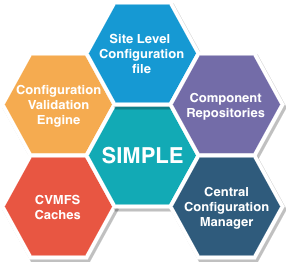 Site Level
Configuration
file
Configuration
Validation
Engine
Component
Repositories
SIMPLE
CVMFS
Caches
Central
Configuration
Manager